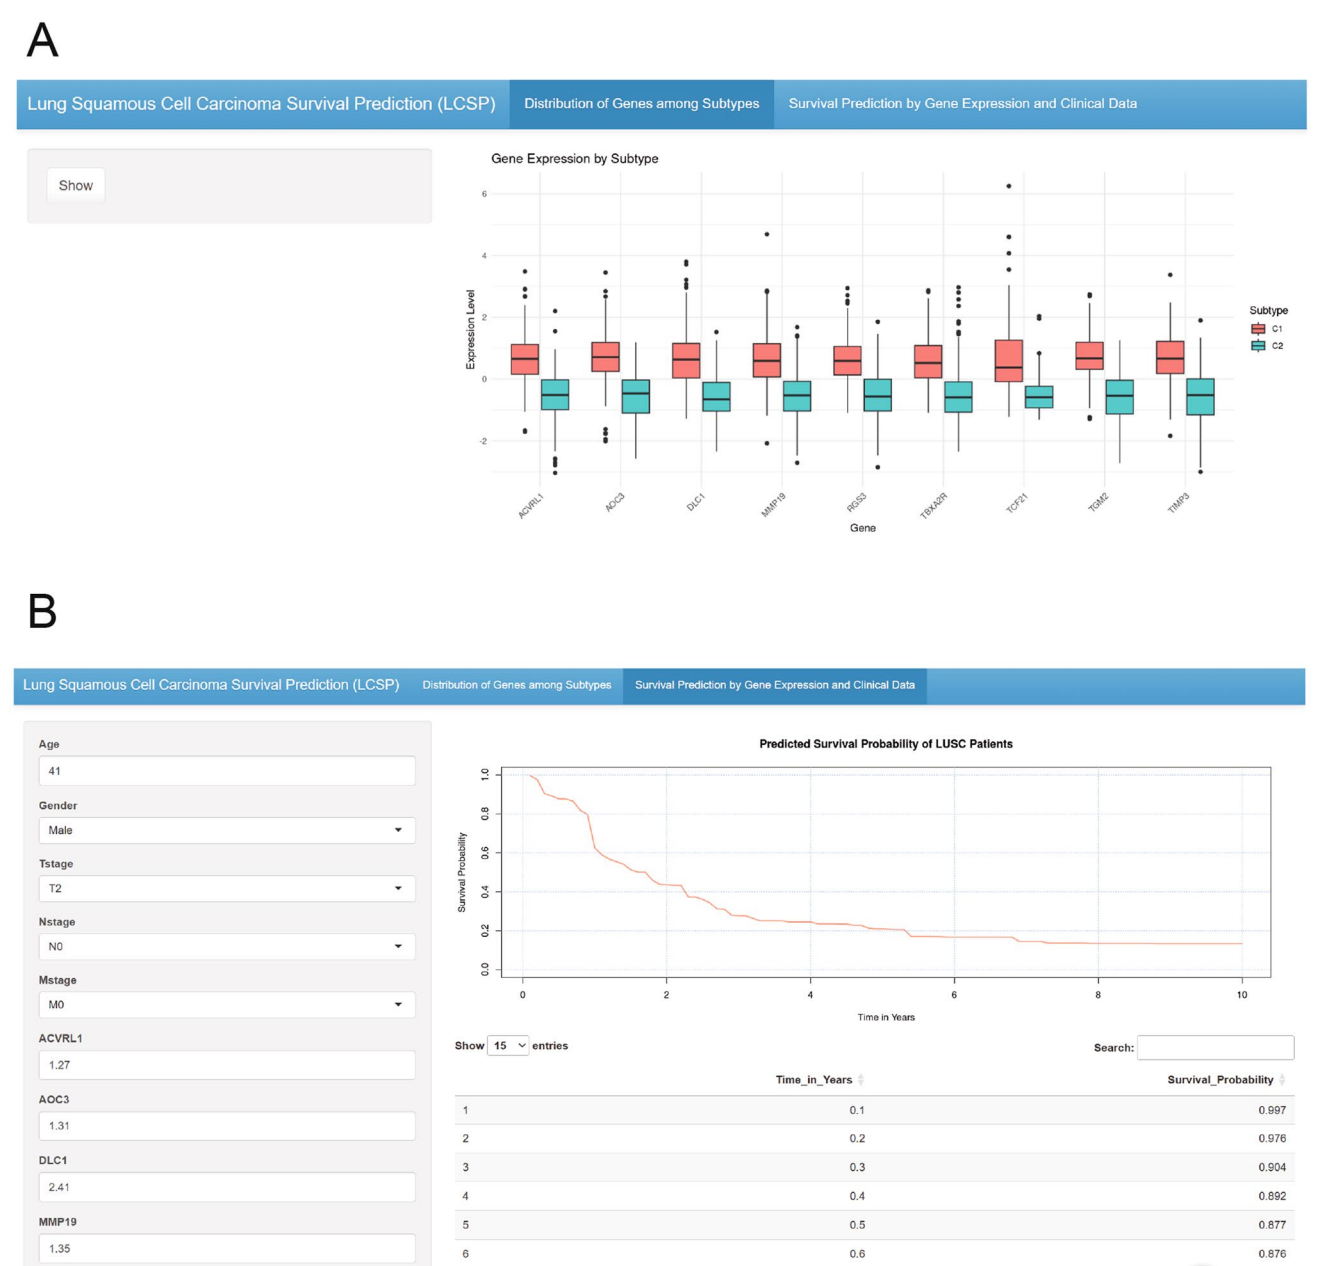 A
Lung Squamous Cell Carcinoma Survival Prediction (LCSP) Distribution of Genes among Subtypes Survival Prediction by Gene Expression and Clinical Data
Show
Gene Expression by Subtype
6
4
2
0
-2
Expression Level
ACVRL1 AOC3 DLC1 MMP19 RGS3 TBXA2R TCF21 TGM2 TIMP3
Gene
Subtype
C1
C2
B
Lung Squamous Cell Carcinoma Survival Prediction (LCSP) Distribution of Genes among Subtypes Survival Prediction by Gene Expression and Clinical Data
Age
41
Gender
Male
Tstage
T2
Nstage
N0
Mstage
M0
ACVRL1
1.27
AOC3
1.31
DLC1
2.41
MMP19
1.35
Predicted Survival Probability of LUSC Patients
1.0
0.8
0.6
0.4
0.2
0.0
Survival Probability
0 2 4 6 8 10
Time in Years
Show 15 entries Search:
Time_in_Years Survival_Probability
1 0.1 0.997
2 0.2 0.976
3 0.3 0.904
4 0.4 0.892
5 0.5 0.877
6 0.6 0.876